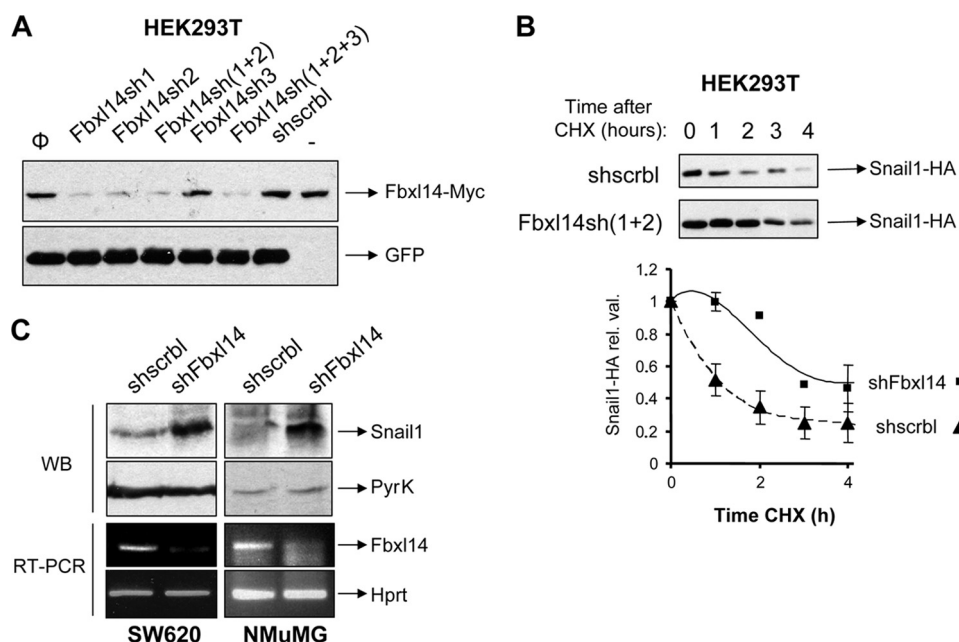 A
HEK293T
Φ
Fbxl14sh1
Fbxl14sh2
Fbxl14sh(1+2)
Fbxl14sh3
Fbxl14sh(1+2+3)
shscrbl
-
Fbxl14-Myc
GFP
B
HEK293T
Time after
CHX (hours): 0 1 2 3 4
shscrbl Snail1-HA
Fbxl14sh(1+2) Snail1-HA
Snail1-HA rel. val.
1.2
1
0.8
0.6
0.4
0.2
0
0 2 4
Time CHX (h)
shFbxl14
shscrbl
C
shscrbl
shFbxl14
shscrbl
shFbxl14
WB
Snail1
PyrK
RT-PCR
Fbxl14
Hprt
SW620 NMuMG